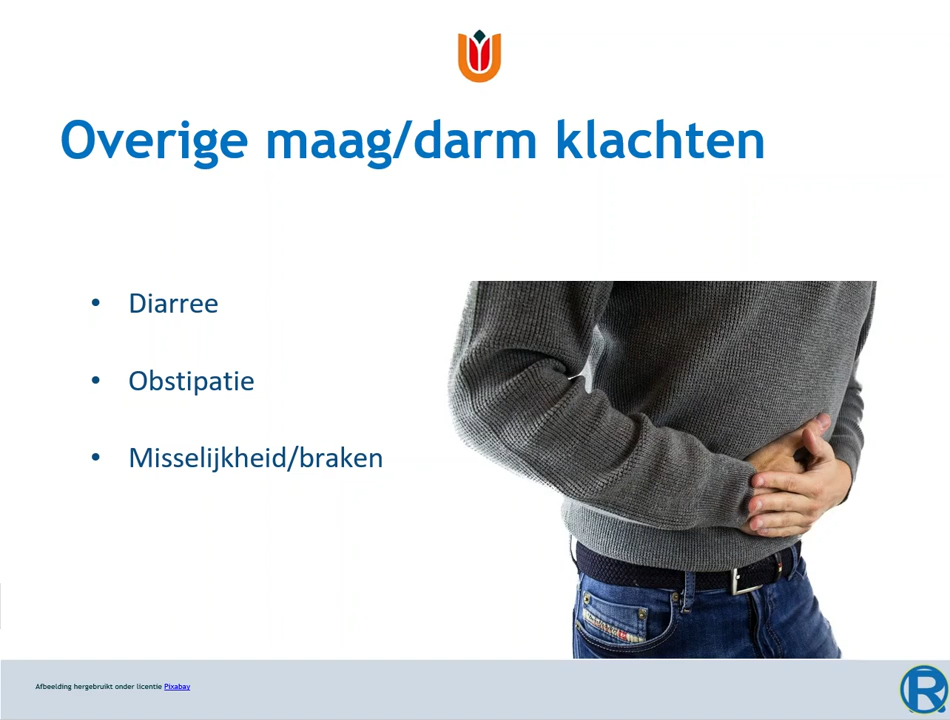 Overige maag/darm klachten
• Diarree
• Obstipatie
• Misselijkheid/braken
Afbeelding hergebruikt onder licentie Pixabay
R